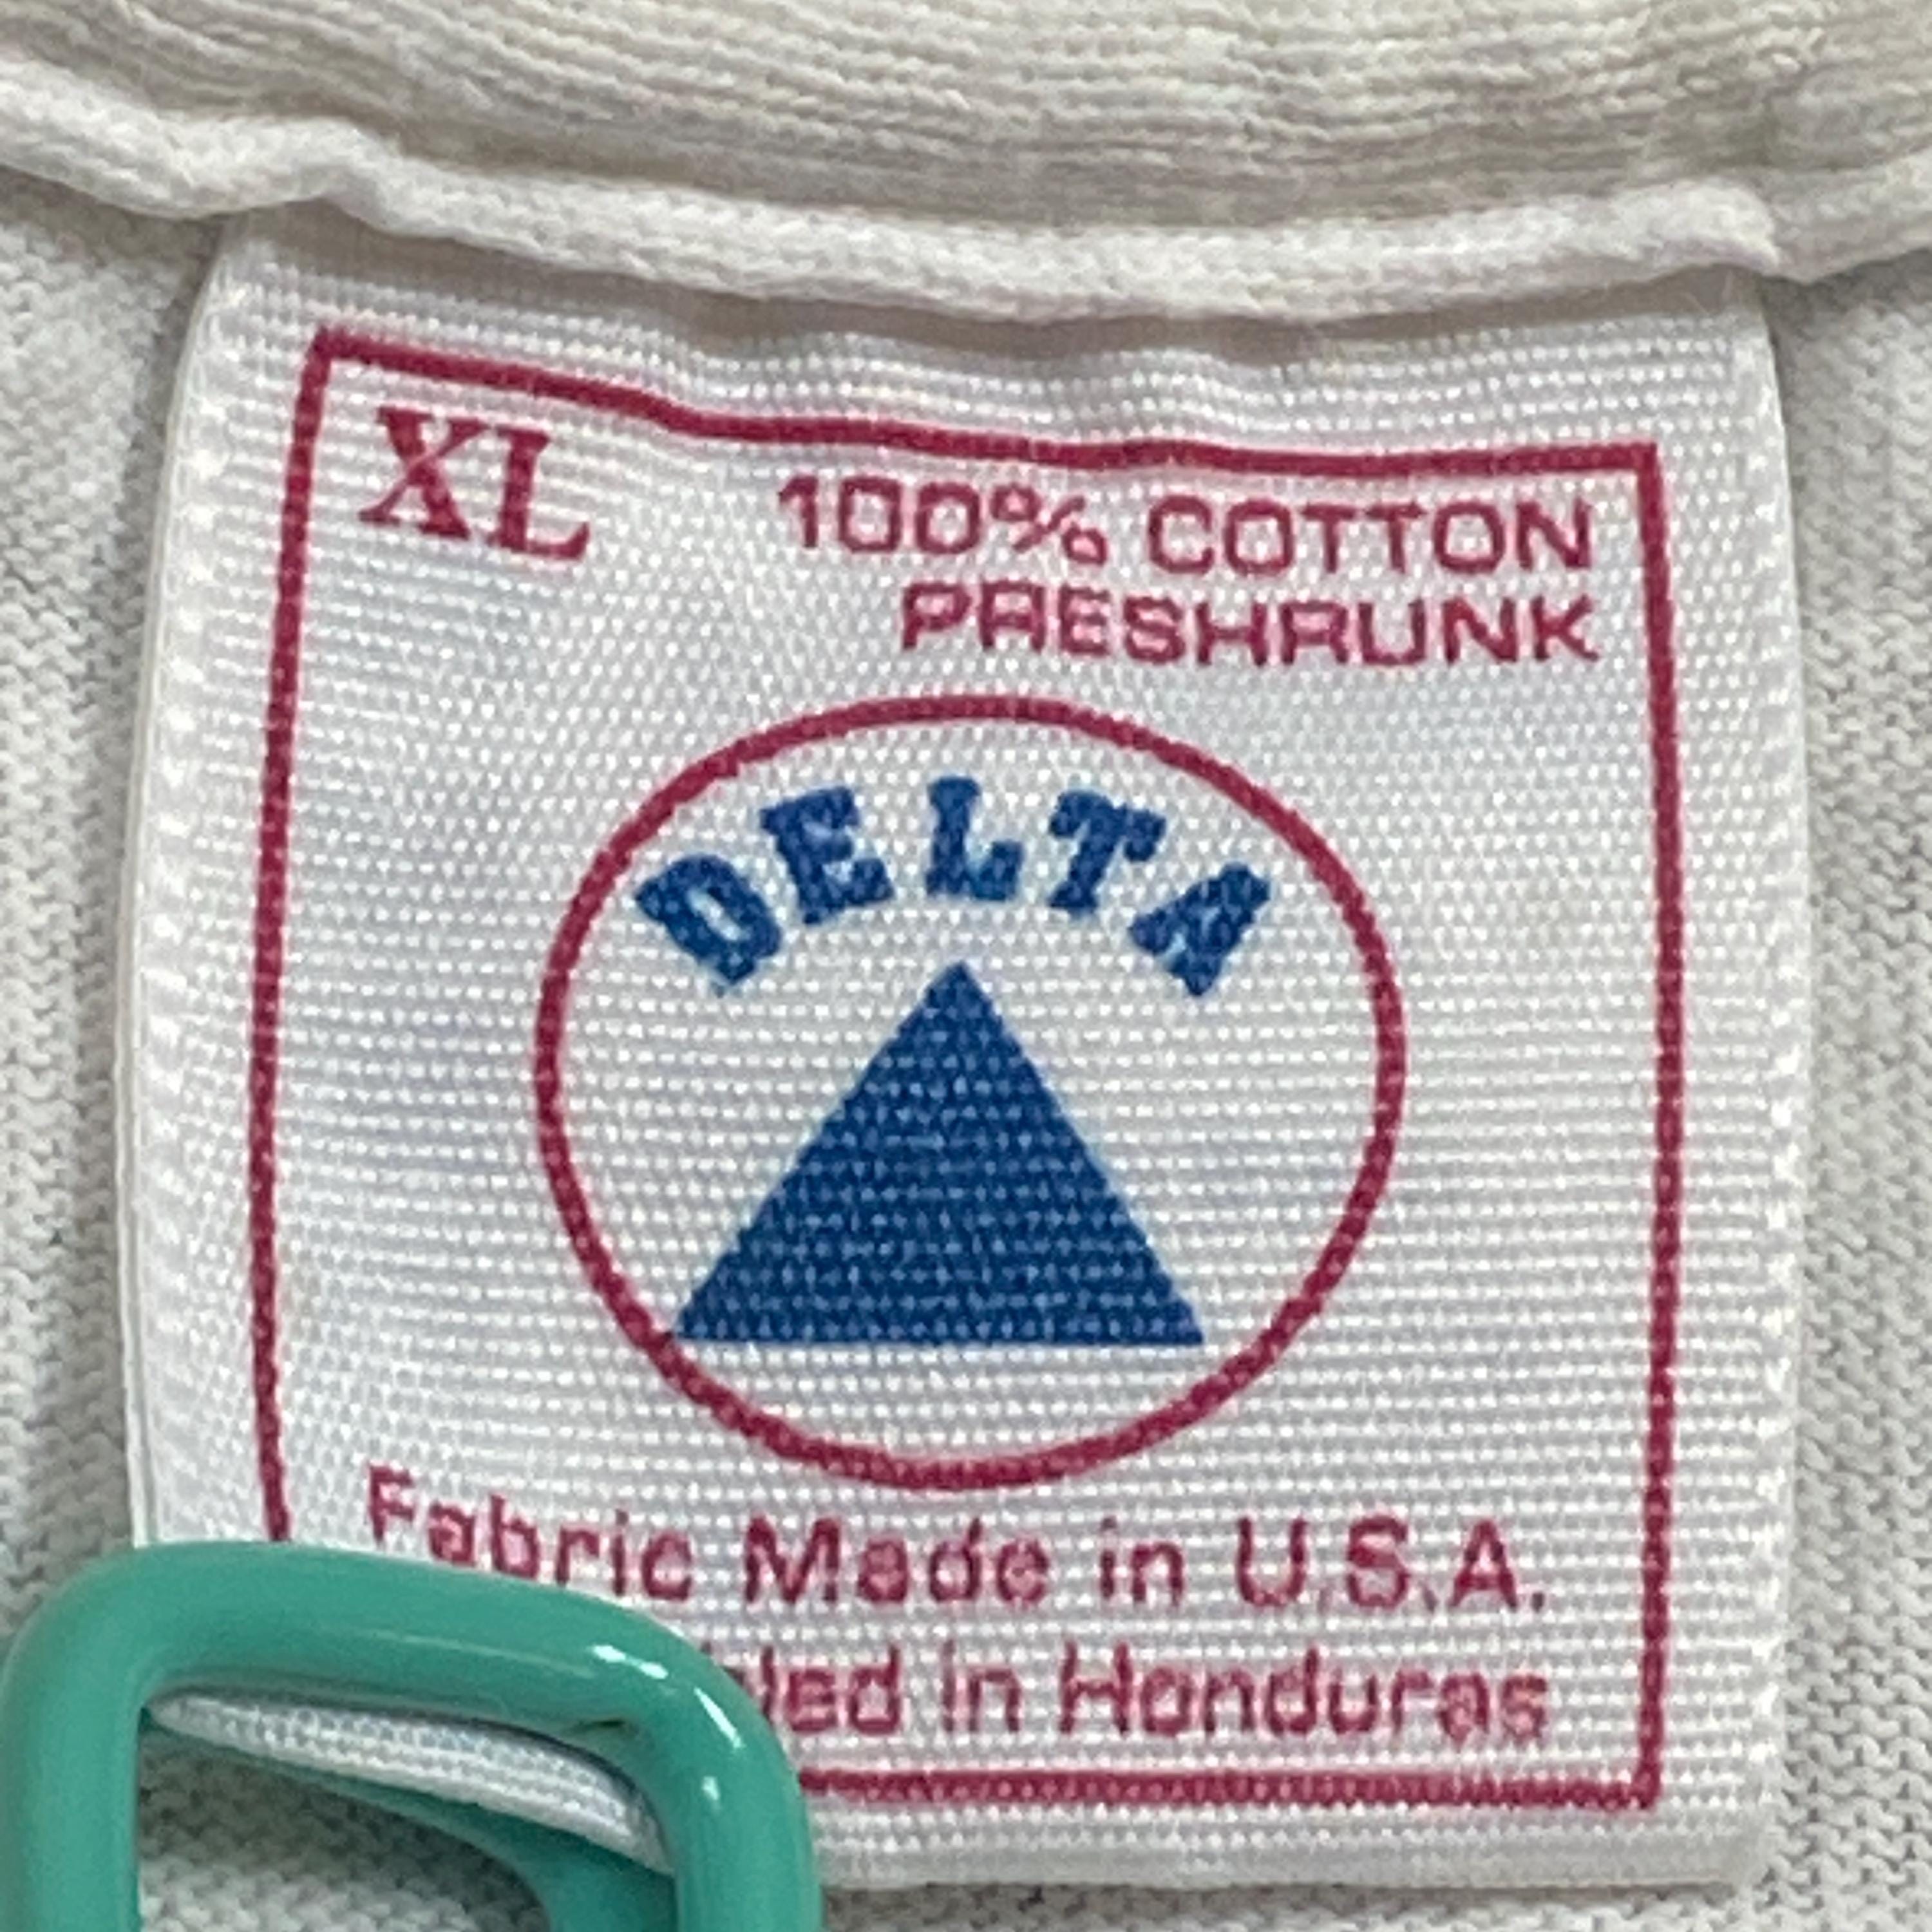 XL
100% COTTON
PRESHRUNK
DELTA
Fabric Made in U.S.A.
in Honduras